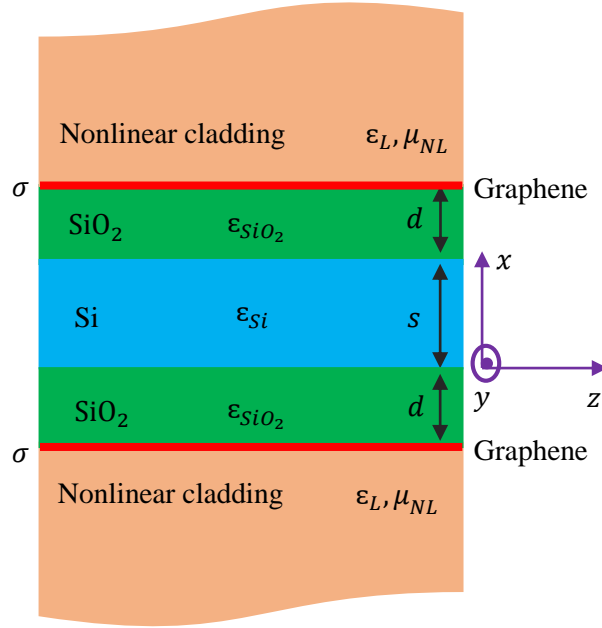 Nonlinear cladding ε_L, μ_NL
σ Graphene
SiO₂ ε_SiO₂ d
x
Si ε_Si s
SiO₂ ε_SiO₂ d
y z
σ Graphene
Nonlinear cladding ε_L, μ_NL